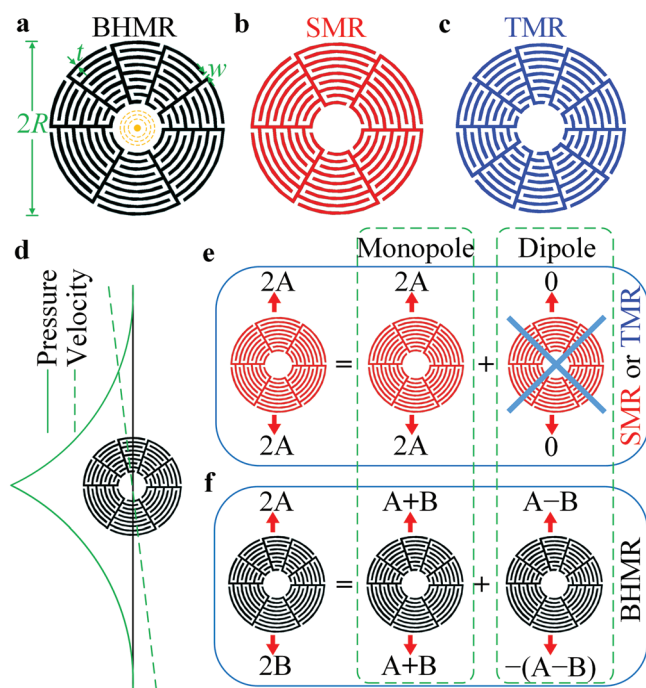 a
BHMR
t
w
2R
b
SMR
c
TMR
d
Pressure
Velocity
e
Monopole
Dipole
2A
2A
0
=
+
2A
2A
0
SMR or TMR
f
2A
A+B
A−B
=
+
2B
A+B
−(A−B)
BHMR